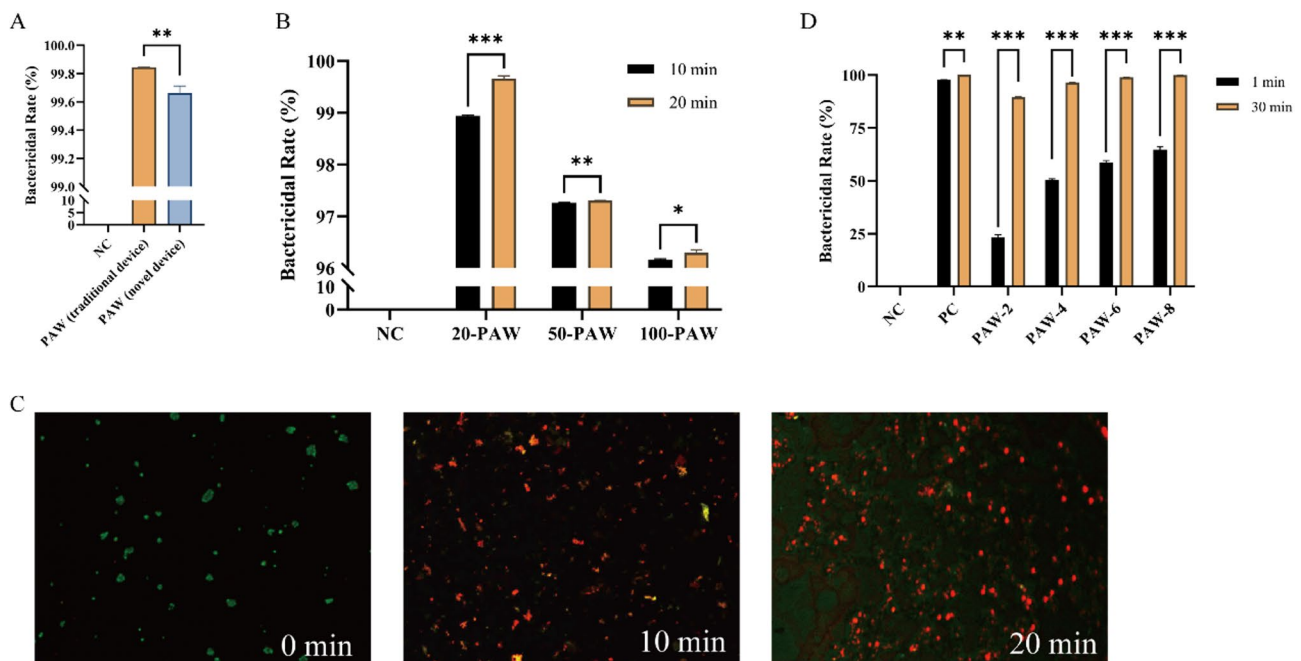 A
**
Bactericidal Rate (%)
100.0
99.8
99.6
99.4
99.2
99.0
10
5
0
NC
PAW (traditional device)
PAW (novel device)
B
***
**
*
10 min
20 min
Bactericidal Rate (%)
100
99
98
97
96
10
0
NC
20-PAW
50-PAW
100-PAW
D
**
***
***
***
***
1 min
30 min
Bactericidal Rate (%)
100
75
50
25
0
NC
PC
PAW-2
PAW-4
PAW-6
PAW-8
C
0 min
10 min
20 min